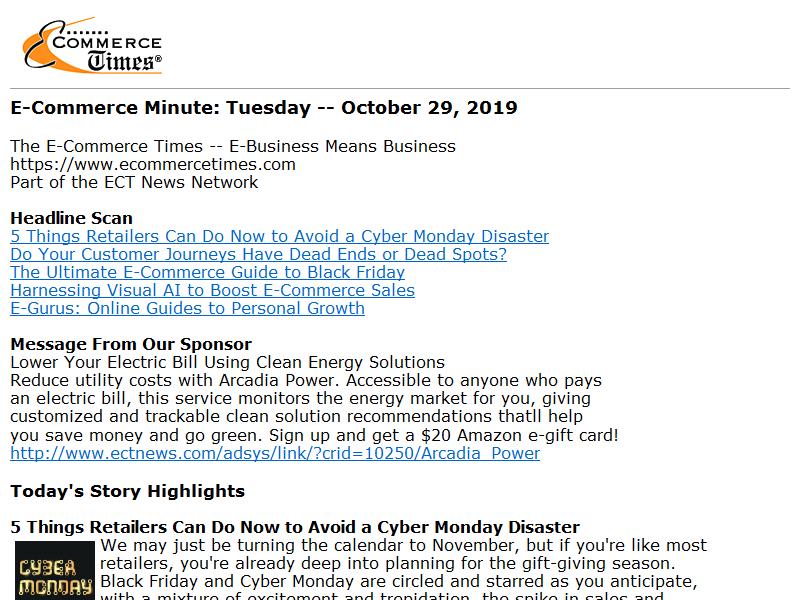 E-COMMERCE
Times®
E-Commerce Minute: Tuesday -- October 29, 2019
The E-Commerce Times -- E-Business Means Business
https://www.ecommercetimes.com
Part of the ECT News Network
Headline Scan
5 Things Retailers Can Do Now to Avoid a Cyber Monday Disaster
Do Your Customer Journeys Have Dead Ends or Dead Spots?
The Ultimate E-Commerce Guide to Black Friday
Harnessing Visual AI to Boost E-Commerce Sales
E-Gurus: Online Guides to Personal Growth
Message From Our Sponsor
Lower Your Electric Bill Using Clean Energy Solutions
Reduce utility costs with Arcadia Power. Accessible to anyone who pays
an electric bill, this service monitors the energy market for you, giving
customized and trackable clean solution recommendations thatll help
you save money and go green. Sign up and get a $20 Amazon e-gift card!
http://www.ectnews.com/adsys/link/?crid=10250/Arcadia_Power
Today's Story Highlights
5 Things Retailers Can Do Now to Avoid a Cyber Monday Disaster
CYBER
MONDAY
We may just be turning the calendar to November, but if you're like most
retailers, you're already deep into planning for the gift-giving season.
Black Friday and Cyber Monday are circled and starred as you anticipate,
with a mixture of excitement and trepidation, the spike in sales and